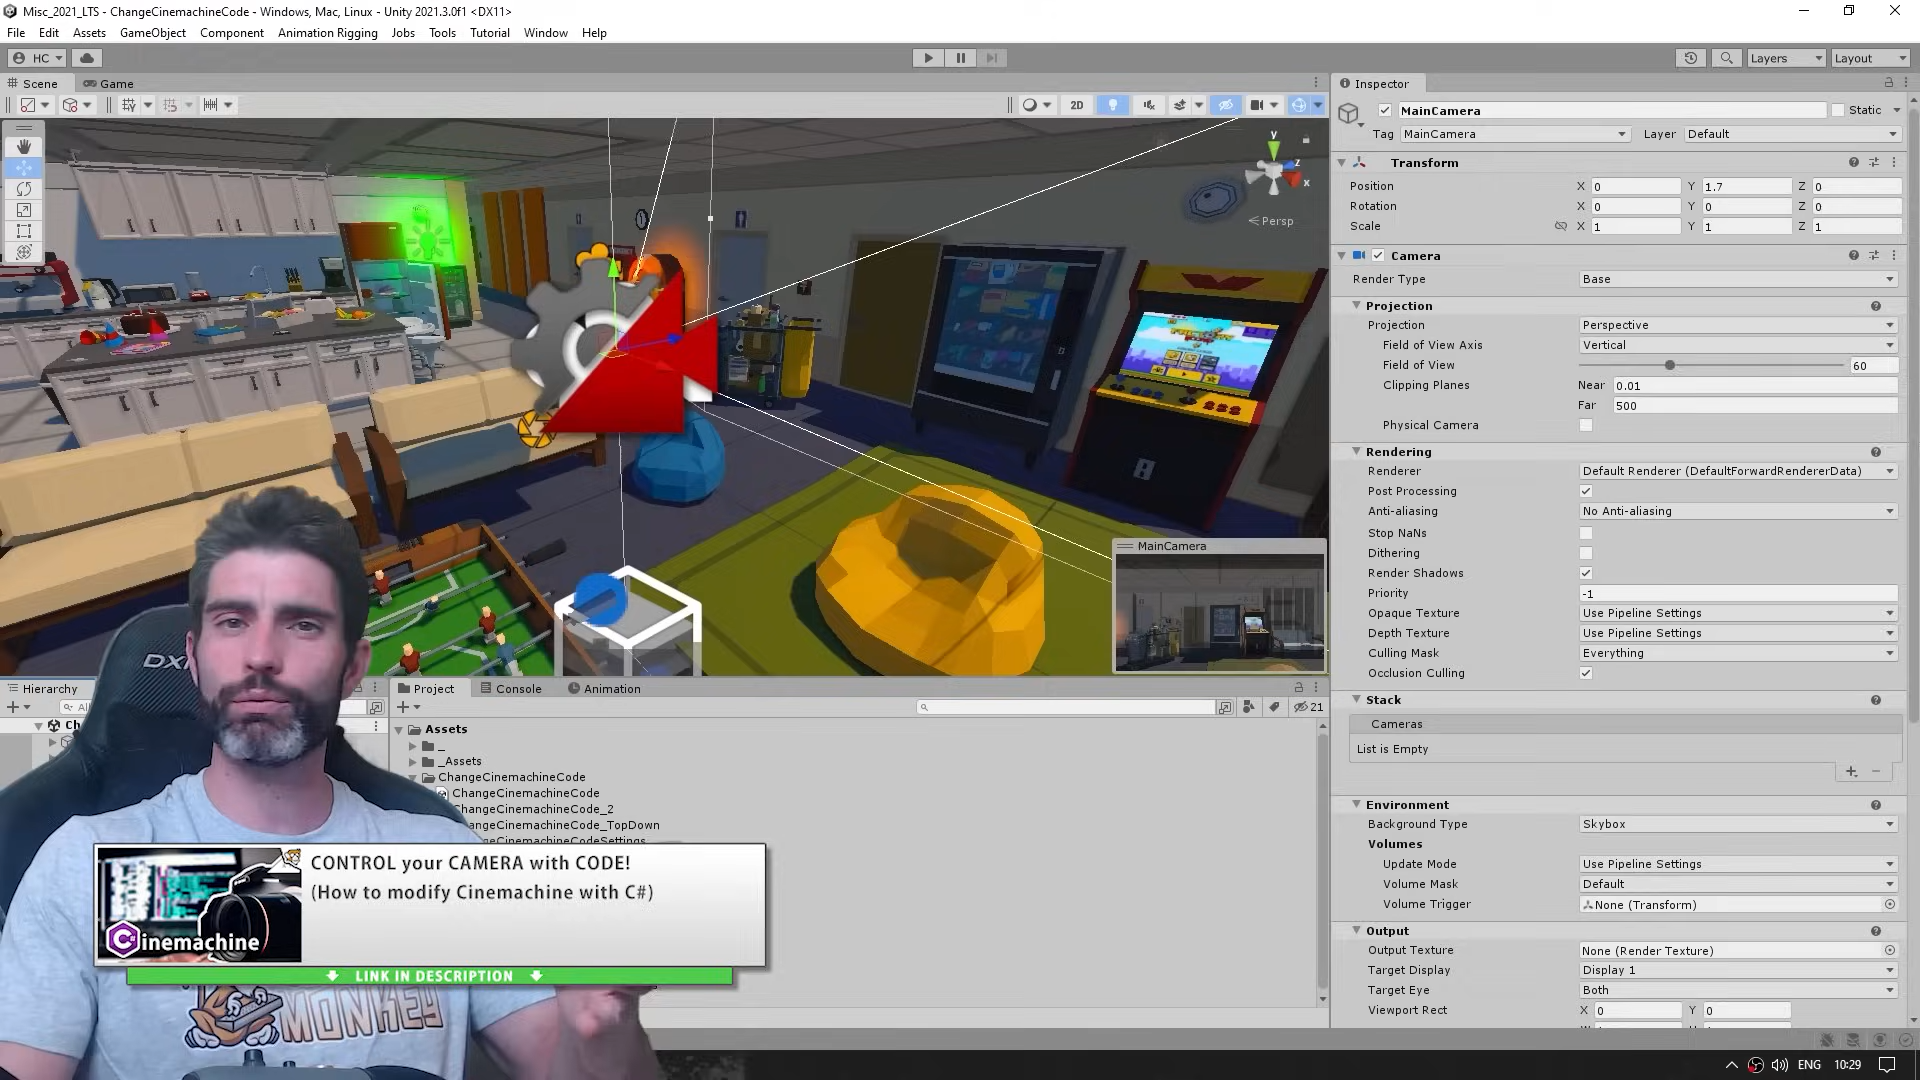 Misc_2021_LTS - ChangeCinemachineCode - Windows, Mac, Linux - Unity 2021.3.0f1 <DX11>
File Edit Assets GameObject Component Animation Rigging Jobs Tools Tutorial Window Help
HC Layers Layout
Scene Game
2D
y
z
x
Persp
MainCamera
Hierarchy
Ch
Project Console Animation
21
Assets
_
_Assets
ChangeCinemachineCode
ChangeCinemachineCode
ChangeCinemachineCode_2
ChangeCinemachineCode_TopDown
CONTROL your CAMERA with CODE!
(How to modify Cinemachine with C#)
C#inemachine
LINK IN DESCRIPTION
MONKEY
Inspector
MainCamera Static
Tag MainCamera Layer Default
Transform
Position X 0 Y 1.7 Z 0
Rotation X 0 Y 0 Z 0
Scale X 1 Y 1 Z 1
Camera
Render Type Base
Projection
Projection Perspective
Field of View Axis Vertical
Field of View 60
Clipping Planes Near 0.01
Far 500
Physical Camera
Rendering
Renderer Default Renderer (DefaultForwardRendererData)
Post Processing
Anti-aliasing No Anti-aliasing
Stop NaNs
Dithering
Render Shadows
Priority -1
Opaque Texture Use Pipeline Settings
Depth Texture Use Pipeline Settings
Culling Mask Everything
Occlusion Culling
Stack
Cameras
List is Empty
+ -
Environment
Background Type Skybox
Volumes
Update Mode Use Pipeline Settings
Volume Mask Default
Volume Trigger None (Transform)
Output
Output Texture None (Render Texture)
Target Display Display 1
Target Eye Both
Viewport Rect X 0 Y 0
ENG 10:29